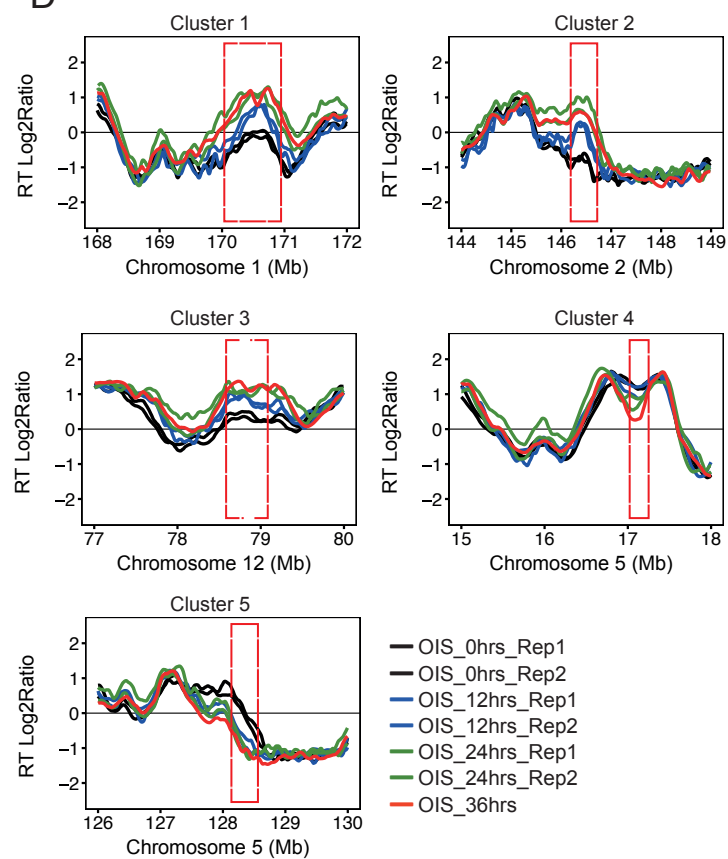 D
Cluster 1
Cluster 2
RT Log2Ratio
2
1
0
−1
−2
168 169 170 171 172
Chromosome 1 (Mb)
RT Log2Ratio
2
1
0
−1
−2
144 145 146 147 148 149
Chromosome 2 (Mb)
Cluster 3
Cluster 4
RT Log2Ratio
2
1
0
−1
−2
77 78 79 80
Chromosome 12 (Mb)
RT Log2Ratio
2
1
0
−1
−2
15 16 17 18
Chromosome 5 (Mb)
Cluster 5
RT Log2Ratio
2
1
0
−1
−2
126 127 128 129 130
Chromosome 5 (Mb)
OIS_0hrs_Rep1
OIS_0hrs_Rep2
OIS_12hrs_Rep1
OIS_12hrs_Rep2
OIS_24hrs_Rep1
OIS_24hrs_Rep2
OIS_36hrs